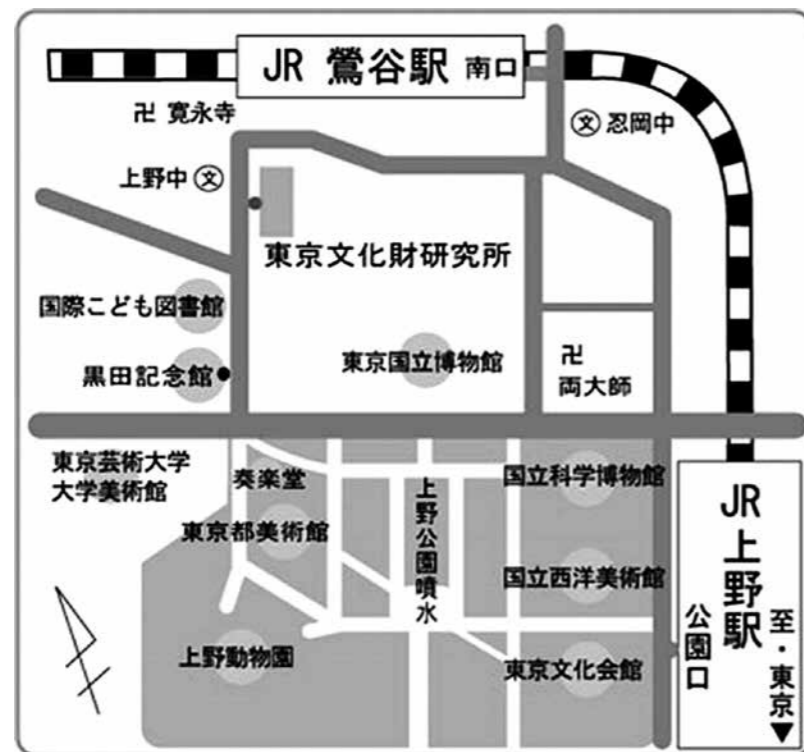 JR 鶯谷駅 南口
卍 寛永寺
文 忍岡中
上野中 文
東京文化財研究所
国際こども図書館
東京国立博物館
黒田記念館
卍
両大師
東京芸術大学
大学美術館
奏楽堂
東京都美術館
上野公園噴水
国立科学博物館
国立西洋美術館
東京文化会館
上野動物園
JR 上野駅
公園口
至・東京▼